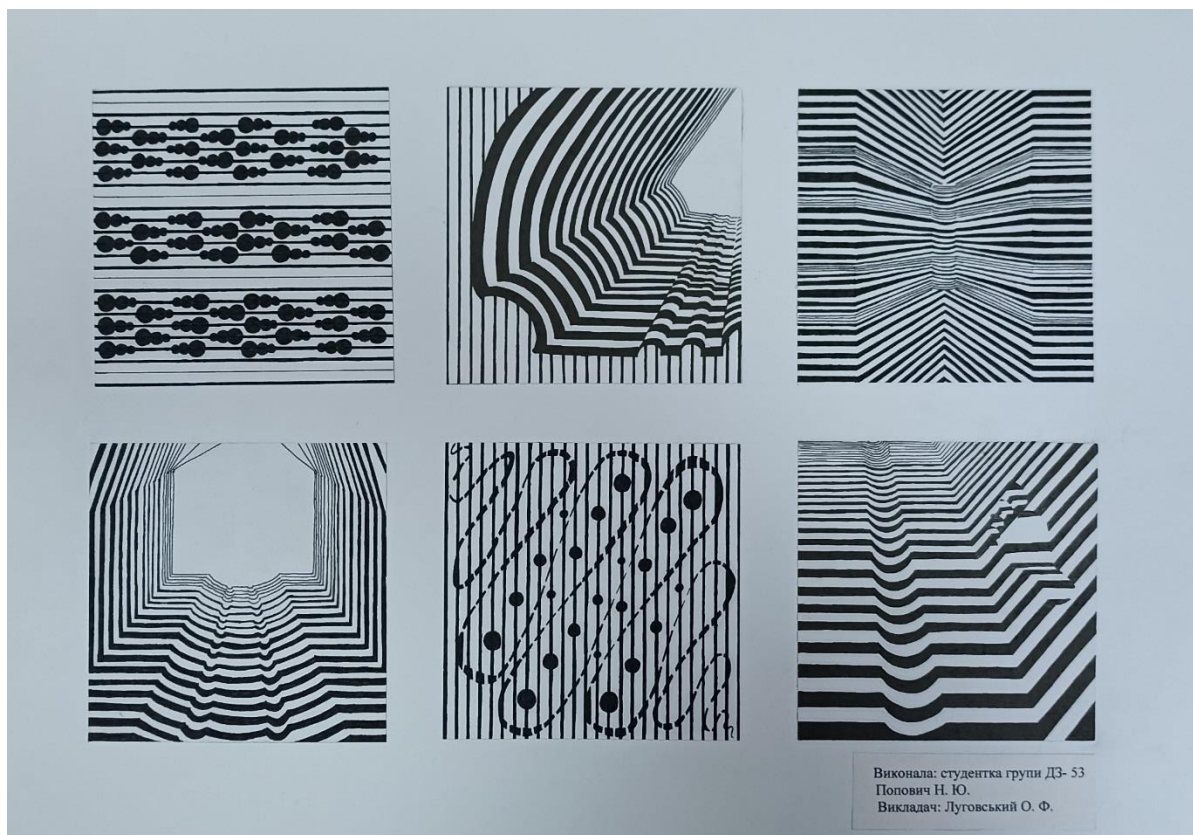 Виконала: студентка групи ДЗ- 53
Попович Н. Ю.
Викладач: Луговський О. Ф.